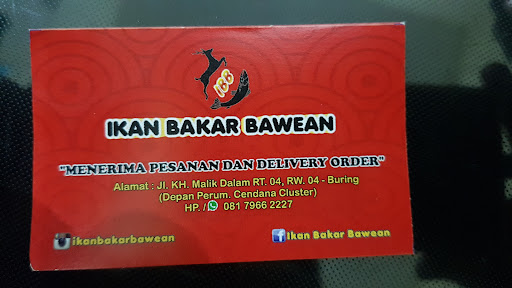 IBB
IKAN BAKAR BAWEAN
"MENERIMA PESANAN DAN DELIVERY ORDER"
Alamat : Jl. KH. Malik Dalam RT. 04, RW. 04 - Buring
(Depan Perum. Cendana Cluster)
HP. / 081 7966 2227
ikanbakarbawean
Ikan Bakar Bawean